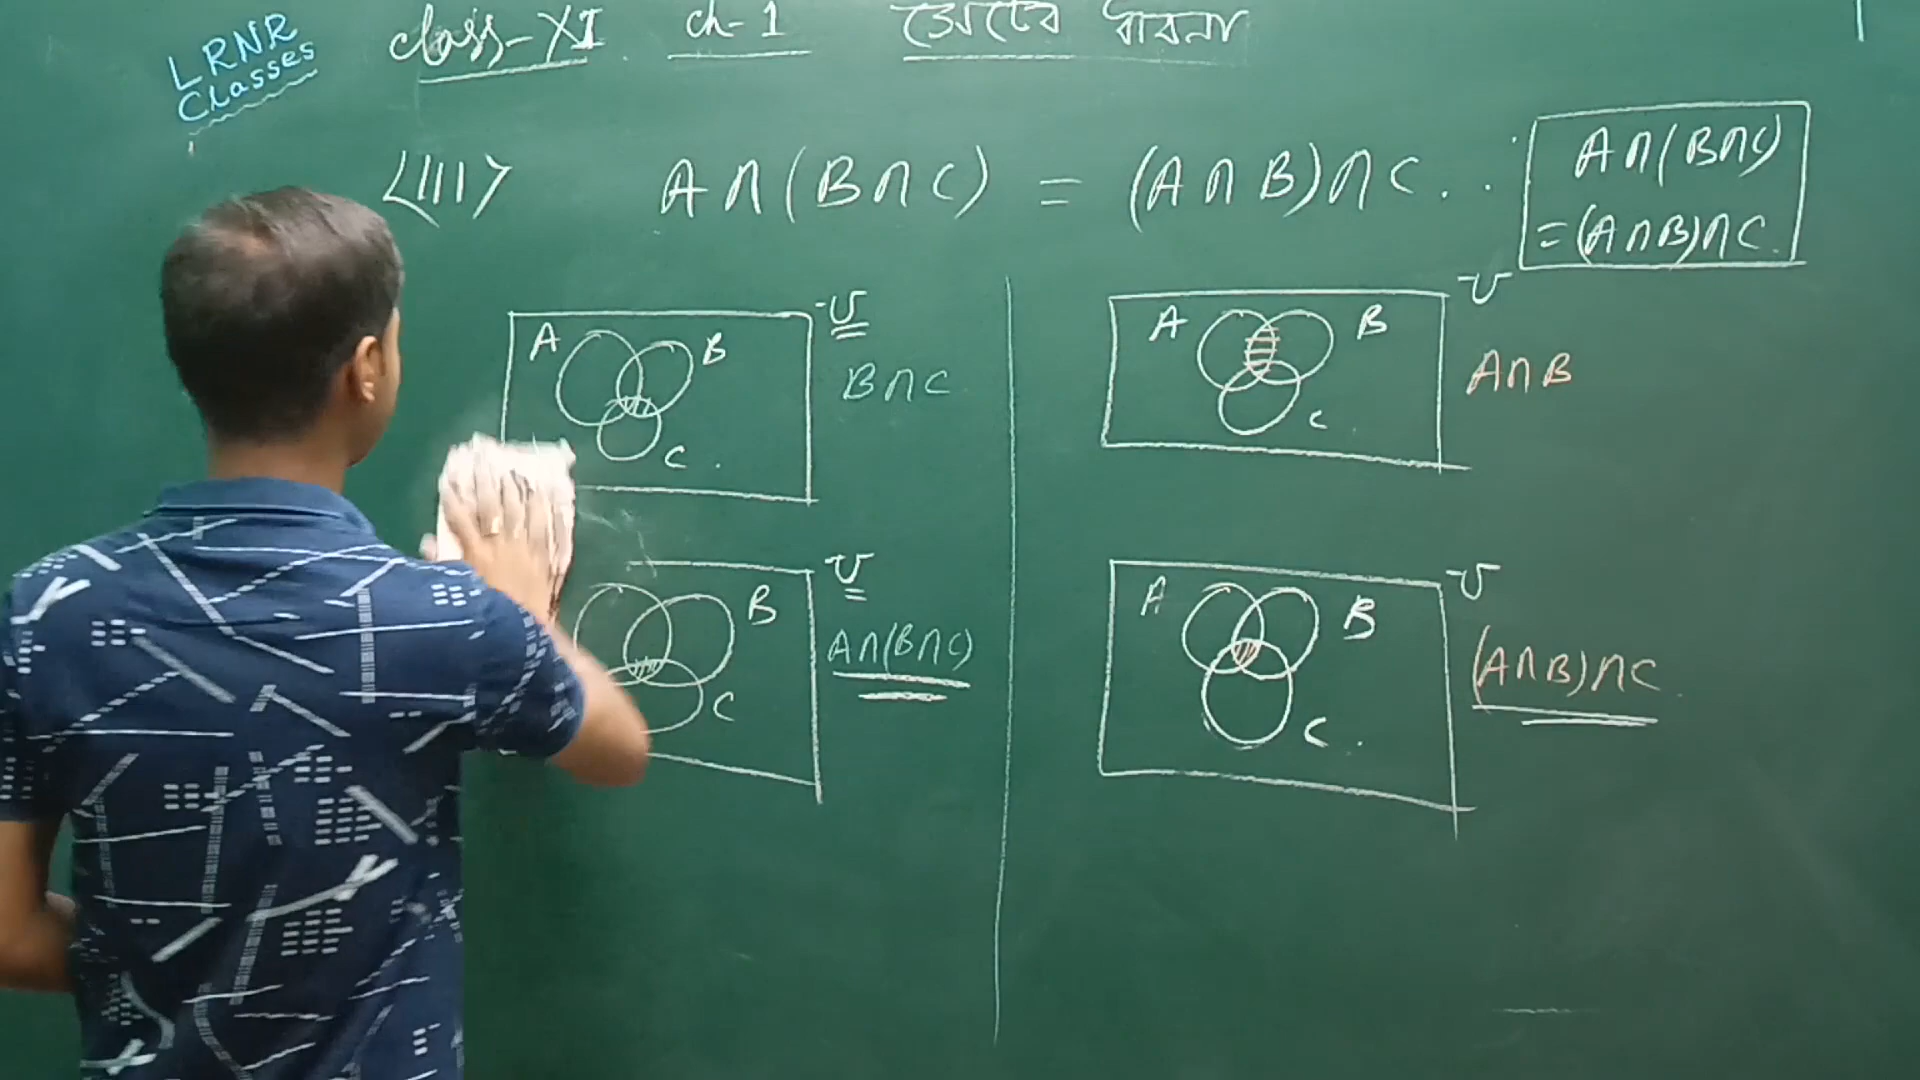 LRNR
Classes
Class-XI ch-1 সেটের ধারনা
<III> A∩(B∩C) = (A∩B)∩C..
A∩(B∩C)
=(A∩B)∩C.
A B C. U
B∩C
A B C. U
A∩B
B C U
A∩(B∩C)
A B C. U
(A∩B)∩C.